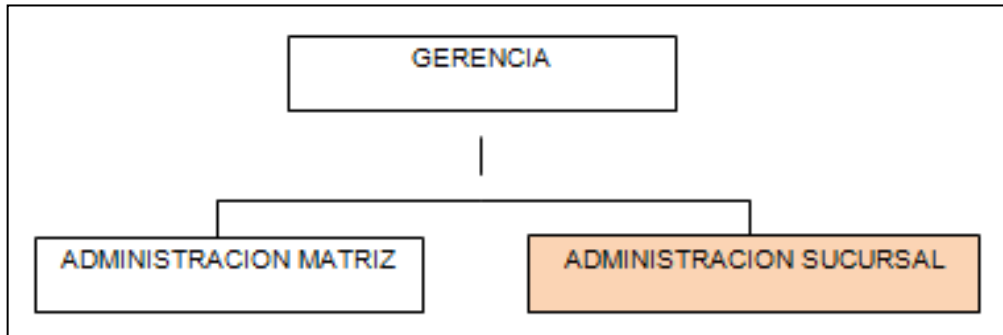 GERENCIA
ADMINISTRACION MATRIZ
ADMINISTRACION SUCURSAL